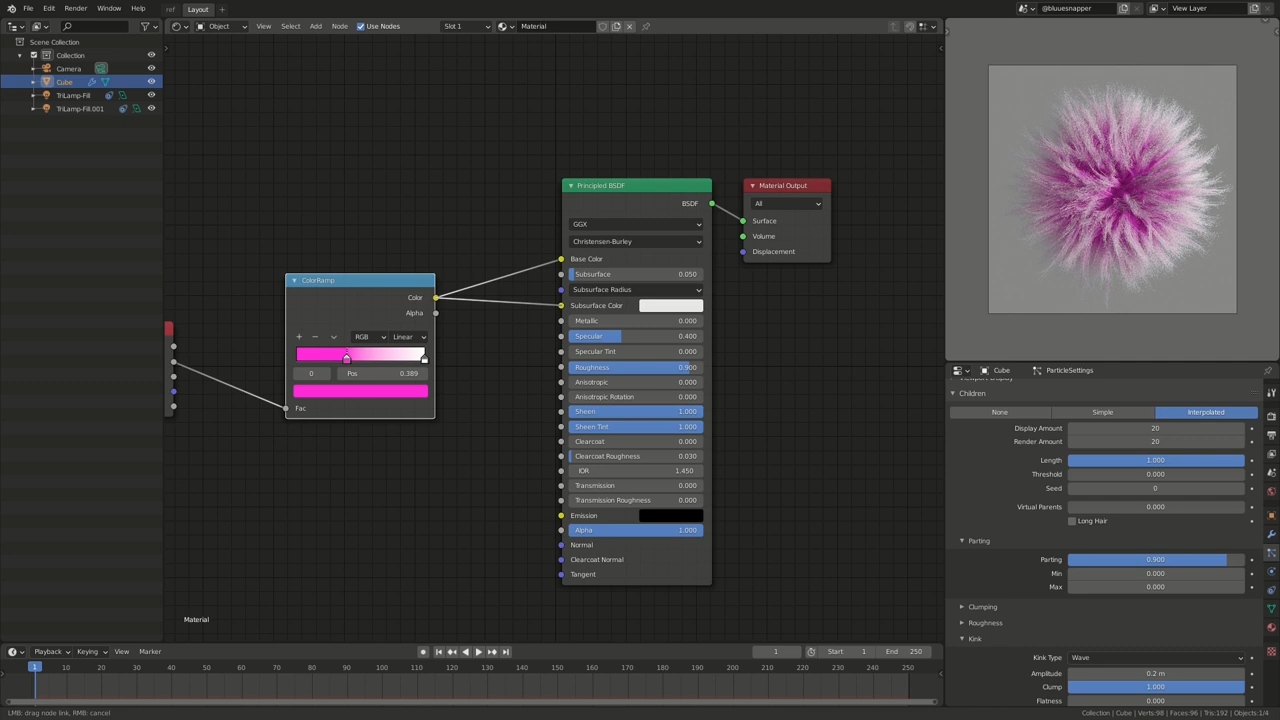 File Edit Render Window Help ref Layout @bluuesnapper View Layer
Object View Select Add Node Use Nodes Slot 1 Material
Scene Collection
Collection
Camera
Cube
TriLamp-Fill
TriLamp-Fill.001
ColorRamp
Color
Alpha
RGB Linear
0 Pos 0.389
Fac
Principled BSDF
BSDF
GGX
Christensen-Burley
Base Color
Subsurface 0.050
Subsurface Radius
Subsurface Color
Metallic 0.000
Specular 0.400
Specular Tint 0.000
Roughness 0.900
Anisotropic 0.000
Anisotropic Rotation 0.000
Sheen 1.000
Sheen Tint 1.000
Clearcoat 0.000
Clearcoat Roughness 0.030
IOR 1.450
Transmission 0.000
Transmission Roughness 0.000
Emission
Alpha 1.000
Normal
Clearcoat Normal
Tangent
Material Output
All
Surface
Volume
Displacement
Material
Cube ParticleSettings
Viewport Display
Children
None Simple Interpolated
Display Amount 20
Render Amount 20
Length 1.000
Threshold 0.000
Seed 0
Virtual Parents 0.000
Long Hair
Parting
Parting 0.900
Min 0.000
Max 0.000
Clumping
Roughness
Kink
Kink Type Wave
Amplitude 0.2 m
Clump 1.000
Flatness 0.000
Playback Keying View Marker 1 Start 1 End 250
1 10 20 30 40 50 60 70 80 90 100 110 120 130 140 150 160 170 180 190 200 210 220 230 240 250
LMB: drag node link, RMB: cancel
Collection | Cube | Verts:98 | Faces:96 | Tris:192 | Objects:1/4